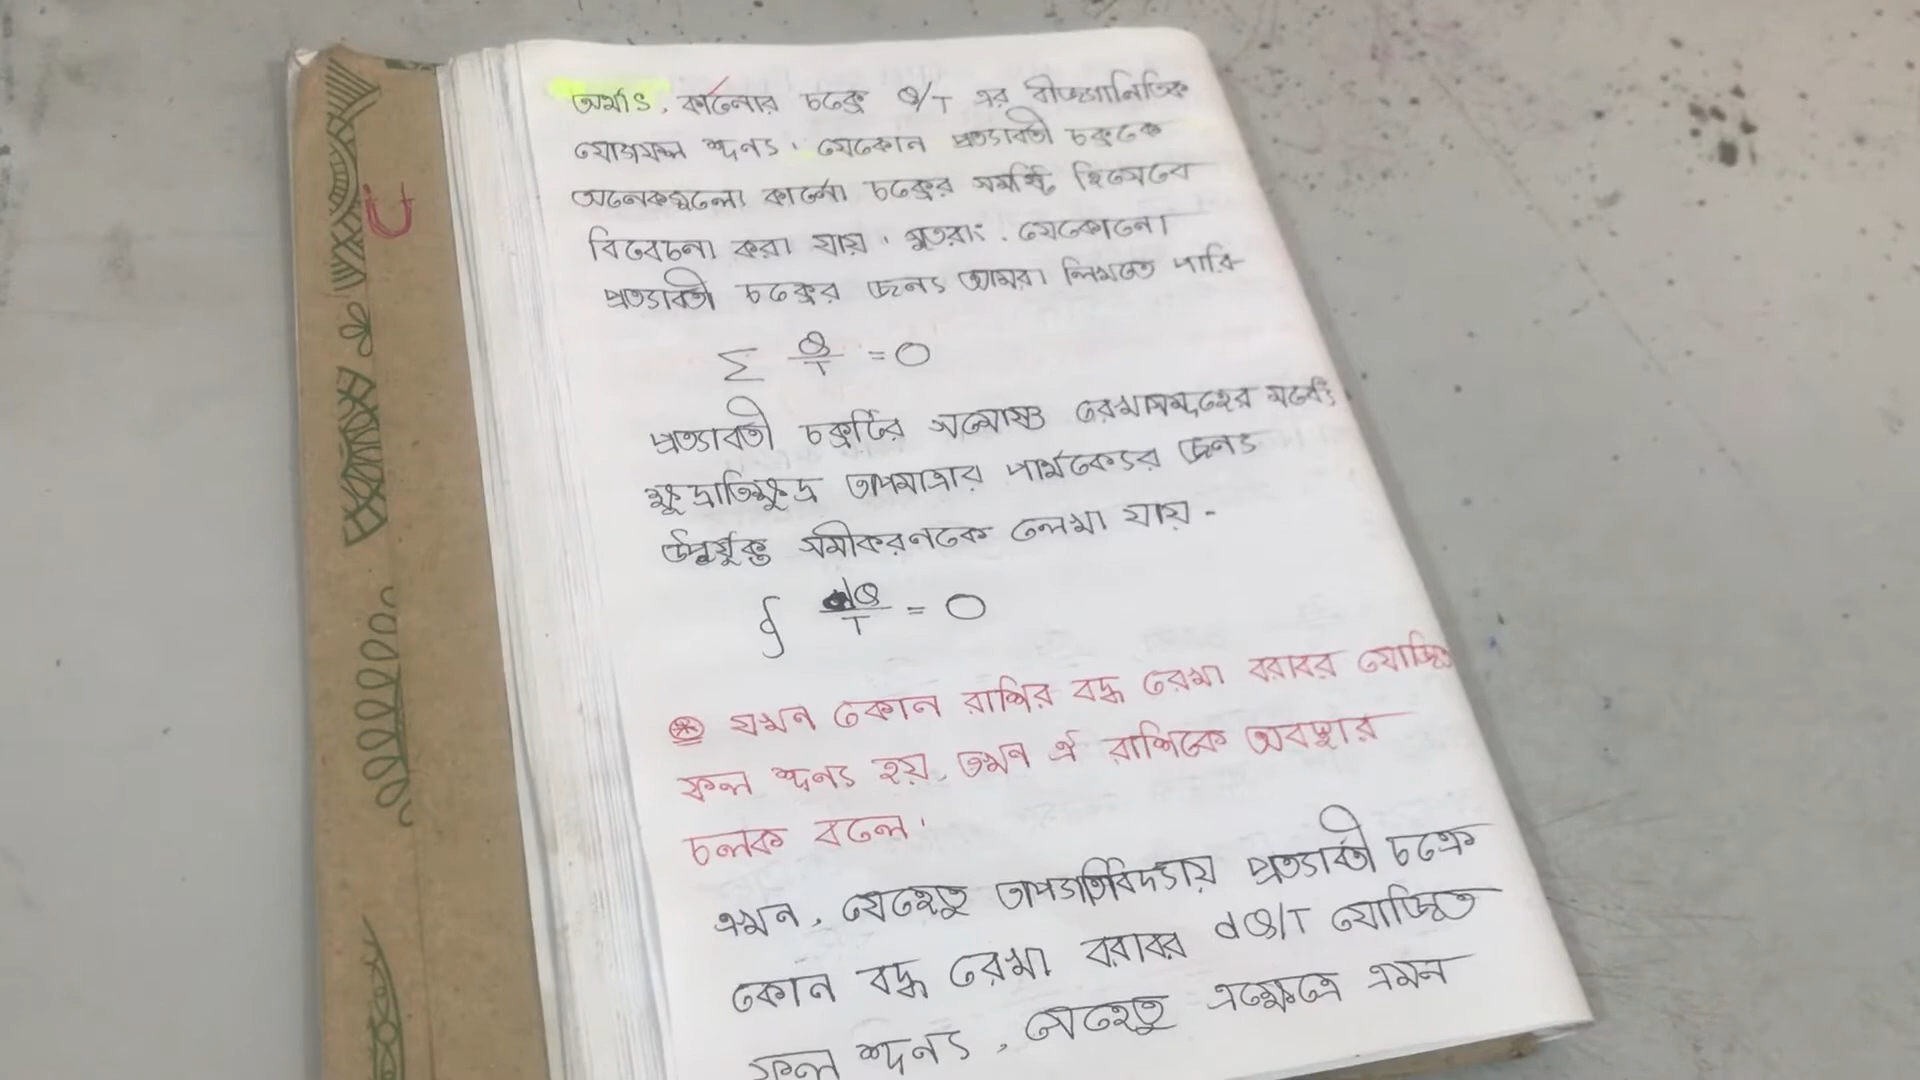 অর্থাৎ, কার্নোর চক্রে Q/T এর বীজগানিতিক
যোগফল শূন্য। যেকোন প্রত্যাবর্তী চক্রকে
অনেকগুলো কার্নো চক্রের সমষ্টি হিসেবে
বিবেচনা করা যায়। সুতরাং, যেকোনো
প্রত্যাবর্তী চক্রের জন্য আমরা লিখতে পারি-
Σ Q/T = 0
প্রত্যাবর্তী চক্রটির সমোষ্ণ রেখাসমূহের মধ্যে
ক্ষুদ্রাতিক্ষুদ্র তাপমাত্রার পার্থক্যের জন্য
উপর্যুক্ত সমীকরণকে লেখা যায় -
∮ dQ/T = 0
⊛ যখন কোন রাশির বদ্ধ রেখা বরাবর যোজিত
ফল শূন্য হয়, তখন ঐ রাশিকে অবস্থার
চলক বলে।
এখন, যেহেতু তাপগতিবিদ্যায় প্রত্যাবর্তী চক্রে
কোন বদ্ধ রেখা বরাবর dQ/T যোজিত
ফল শূন্য, সেহেতু এক্ষেত্রে এমন